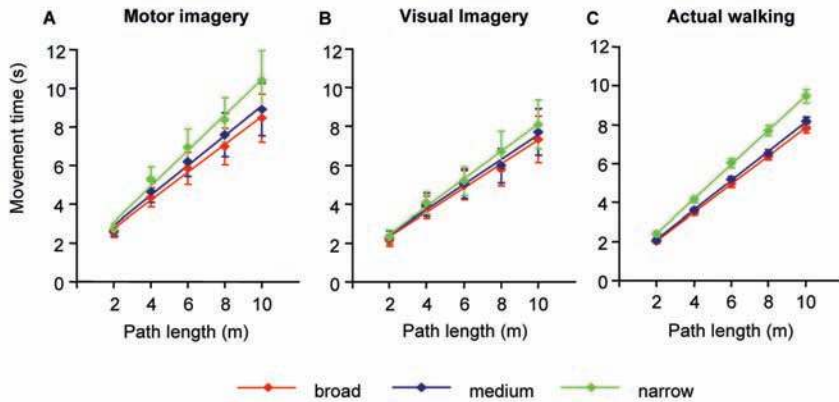 A Motor imagery
B Visual Imagery
C Actual walking
Movement time (s)
12
10
8
6
4
2
0
2 4 6 8 10
Path length (m)
12
10
8
6
4
2
0
2 4 6 8 10
Path length (m)
12
10
8
6
4
2
0
2 4 6 8 10
Path length (m)
broad medium narrow